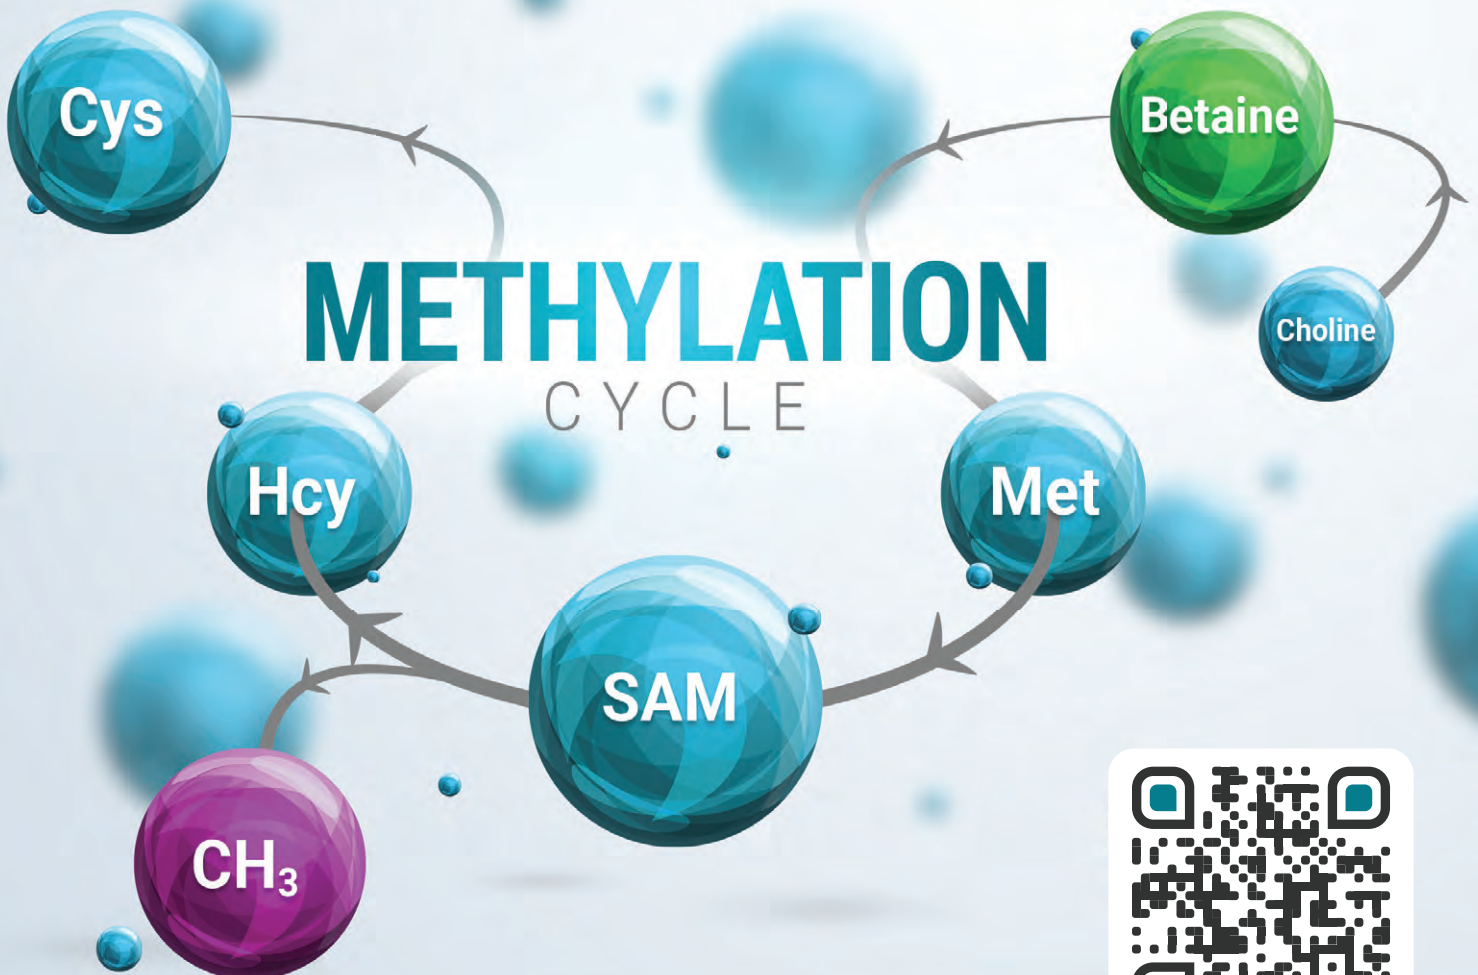 Cys
Betaine
METHYLATION
CYCLE
Choline
Hcy
Met
SAM
CH₃